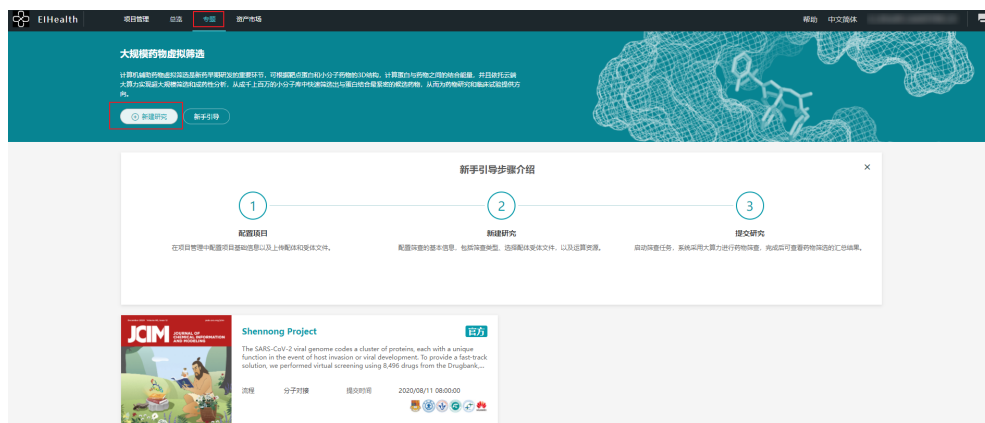 EIHealth 项目管理 总览 专题 资产市场 帮助 中文简体
大规模药物虚拟筛选
计算机辅助药物虚拟筛选是新药早期研发的重要环节，可根据靶点蛋白和小分子药物的3D结构，计算蛋白与药物之间的结合能量，并且依托云端
大算力实现超大规模筛选和成药性分析，从成千上百万的小分子库中快速筛选出与蛋白结合最紧密的候选药物，从而为药物研究和临床试验提供方
向。
新建研究 新手引导
新手引导步骤介绍
1 2 3
配置项目 新建研究 提交研究
在项目管理中配置项目基础信息以及上传配体和受体文件。 配置筛查的基本信息，包括筛查类型，选择配体受体文件，以及运算资源。 启动筛查任务，系统采用大算力进行药物筛查，完成后可查看药物筛选的汇总结果。
JCIM JOURNAL OF
CHEMICAL INFORMATION
AND MODELING
Shennong Project 官方
The SARS-CoV-2 viral genome codes a cluster of proteins, each with a unique
function in the event of host invasion or viral development. To provide a fast-track
solution, we performed virtual screening using 8,496 drugs from the Drugbank,...
流程 分子对接 提交时间 2020/08/11 08:00:00